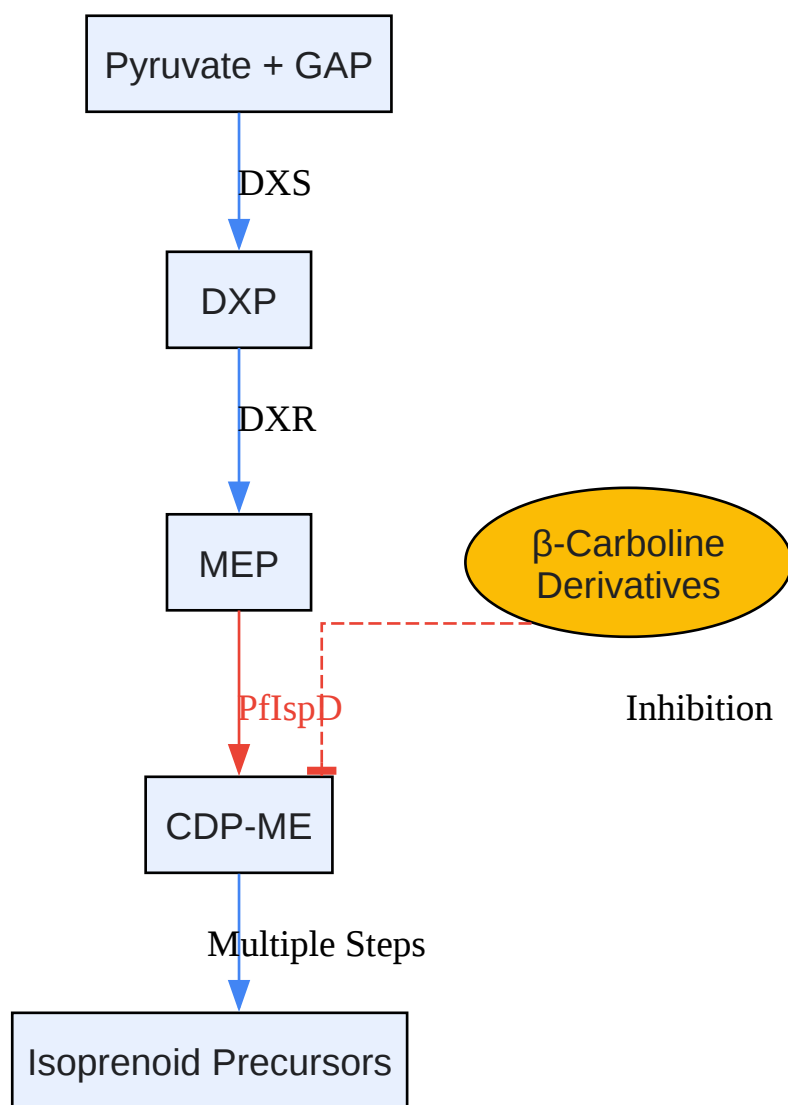 Pyruvate + GAP
DXS
DXP
DXR
MEP
β-Carboline
Derivatives
PfIspD
Inhibition
CDP-ME
Multiple Steps
Isoprenoid Precursors